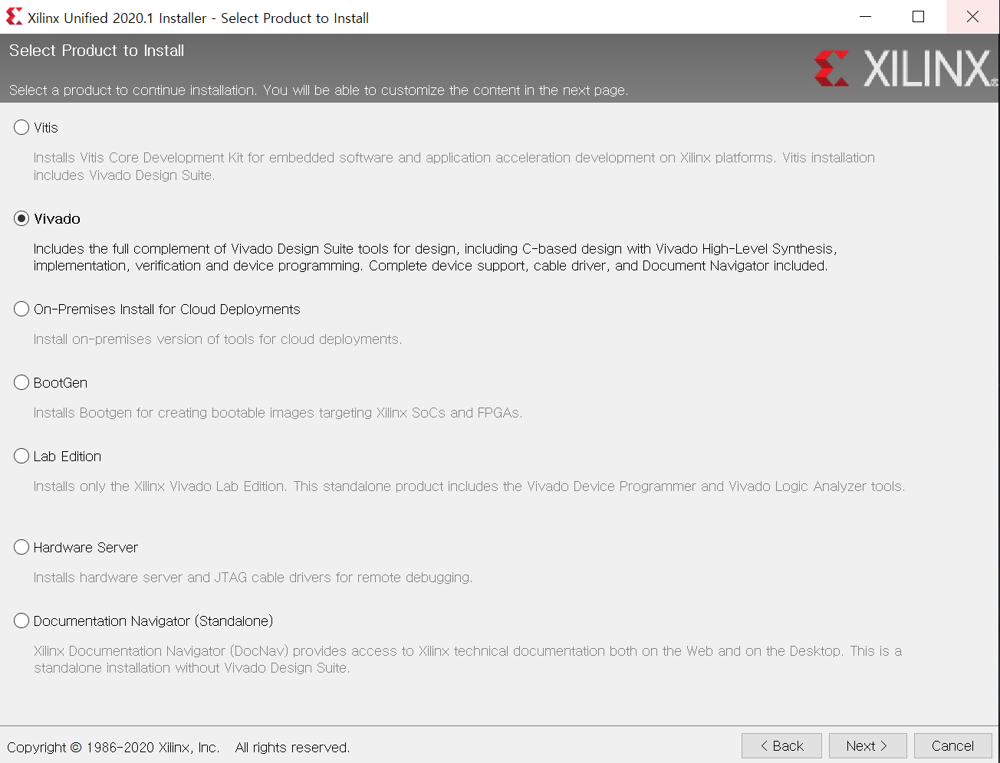 Xilinx Unified 2020.1 Installer - Select Product to Install
Select Product to Install
XILINX®
Select a product to continue installation. You will be able to customize the content in the next page.
Vitis
Installs Vitis Core Development Kit for embedded software and application acceleration development on Xilinx platforms. Vitis installation
includes Vivado Design Suite.
Vivado
Includes the full complement of Vivado Design Suite tools for design, including C-based design with Vivado High-Level Synthesis,
implementation, verification and device programming. Complete device support, cable driver, and Document Navigator included.
On-Premises Install for Cloud Deployments
Install on-premises version of tools for cloud deployments.
BootGen
Installs Bootgen for creating bootable images targeting Xilinx SoCs and FPGAs.
Lab Edition
Installs only the Xilinx Vivado Lab Edition. This standalone product includes the Vivado Device Programmer and Vivado Logic Analyzer tools.
Hardware Server
Installs hardware server and JTAG cable drivers for remote debugging.
Documentation Navigator (Standalone)
Xilinx Documentation Navigator (DocNav) provides access to Xilinx technical documentation both on the Web and on the Desktop. This is a
standalone installation without Vivado Design Suite.
Copyright © 1986-2020 Xilinx, Inc. All rights reserved.
< Back
Next >
Cancel